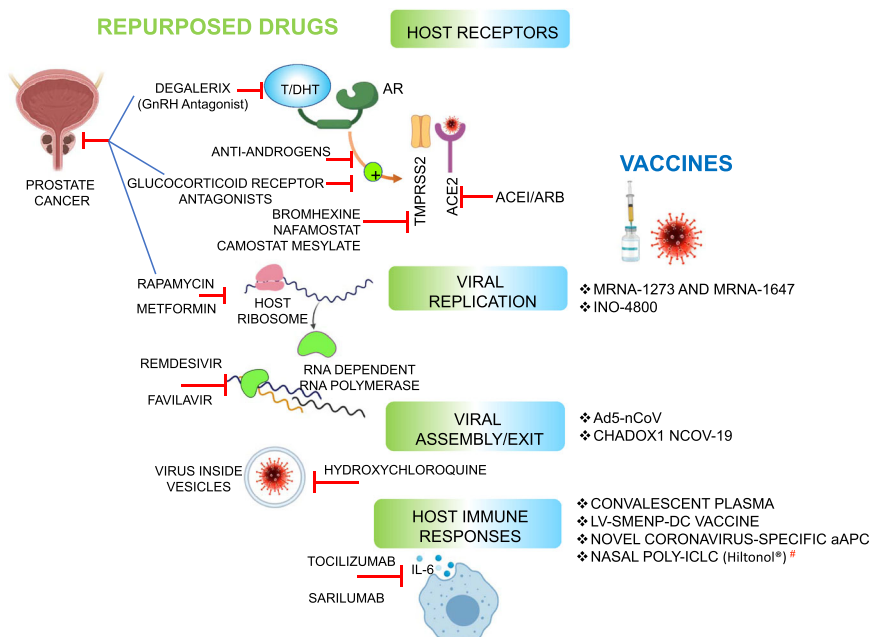 REPURPOSED DRUGS
HOST RECEPTORS
DEGALERIX
(GnRH Antagonist)
T/DHT
AR
PROSTATE
CANCER
ANTI-ANDROGENS
+
GLUCOCORTICOID RECEPTOR
ANTAGONISTS
BROMHEXINE
NAFAMOSTAT
CAMOSTAT MESYLATE
TMPRSS2
ACE2
ACEI/ARB
VACCINES
RAPAMYCIN
METFORMIN
HOST
RIBOSOME
VIRAL
REPLICATION
❖MRNA-1273 AND MRNA-1647
❖INO-4800
RNA DEPENDENT
RNA POLYMERASE
REMDESIVIR
FAVILAVIR
VIRAL
ASSEMBLY/EXIT
❖Ad5-nCoV
❖CHADOX1 NCOV-19
VIRUS INSIDE
VESICLES
HYDROXYCHLOROQUINE
HOST IMMUNE
RESPONSES
❖CONVALESCENT PLASMA
❖LV-SMENP-DC VACCINE
❖NOVEL CORONAVIRUS-SPECIFIC aAPC
❖NASAL POLY-ICLC (Hiltonol®) #
TOCILIZUMAB
IL-6
SARILUMAB